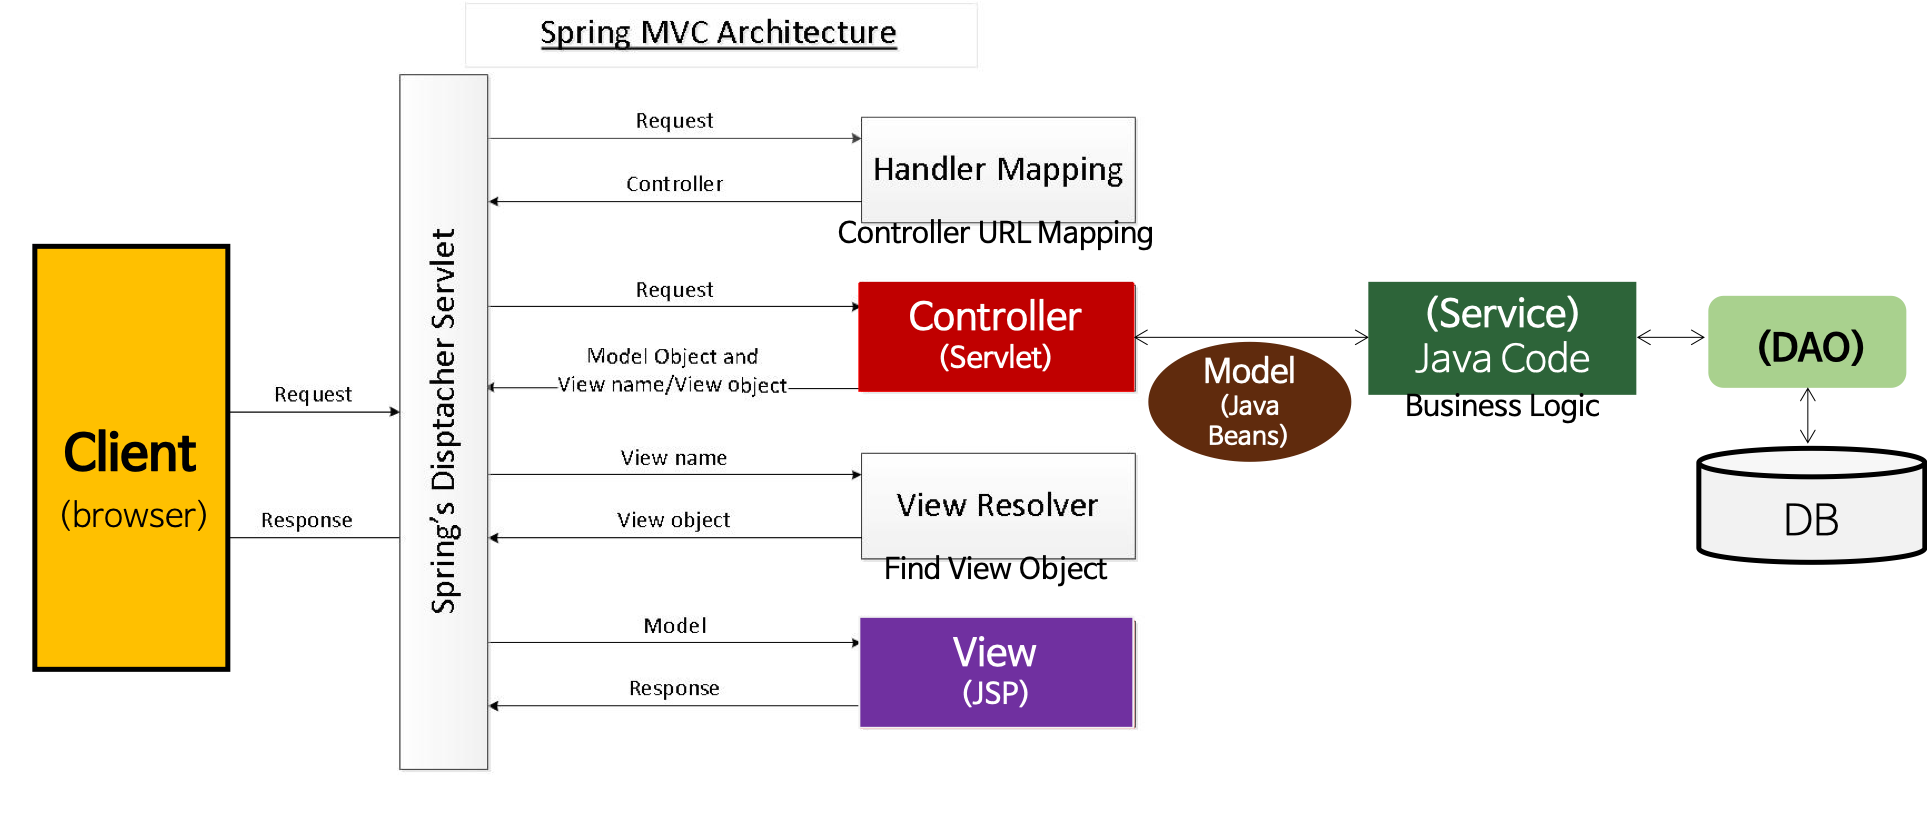 Spring MVC Architecture
Request
Handler Mapping
Controller
Controller URL Mapping
Spring's Disptacher Servlet
Request
Controller
(Servlet)
Model Object and
View name/View object
Model
(Java
Beans)
(Service)
Java Code
Business Logic
(DAO)
DB
Client
(browser)
Request
Response
View name
View Resolver
View object
Find View Object
Model
View
(JSP)
Response